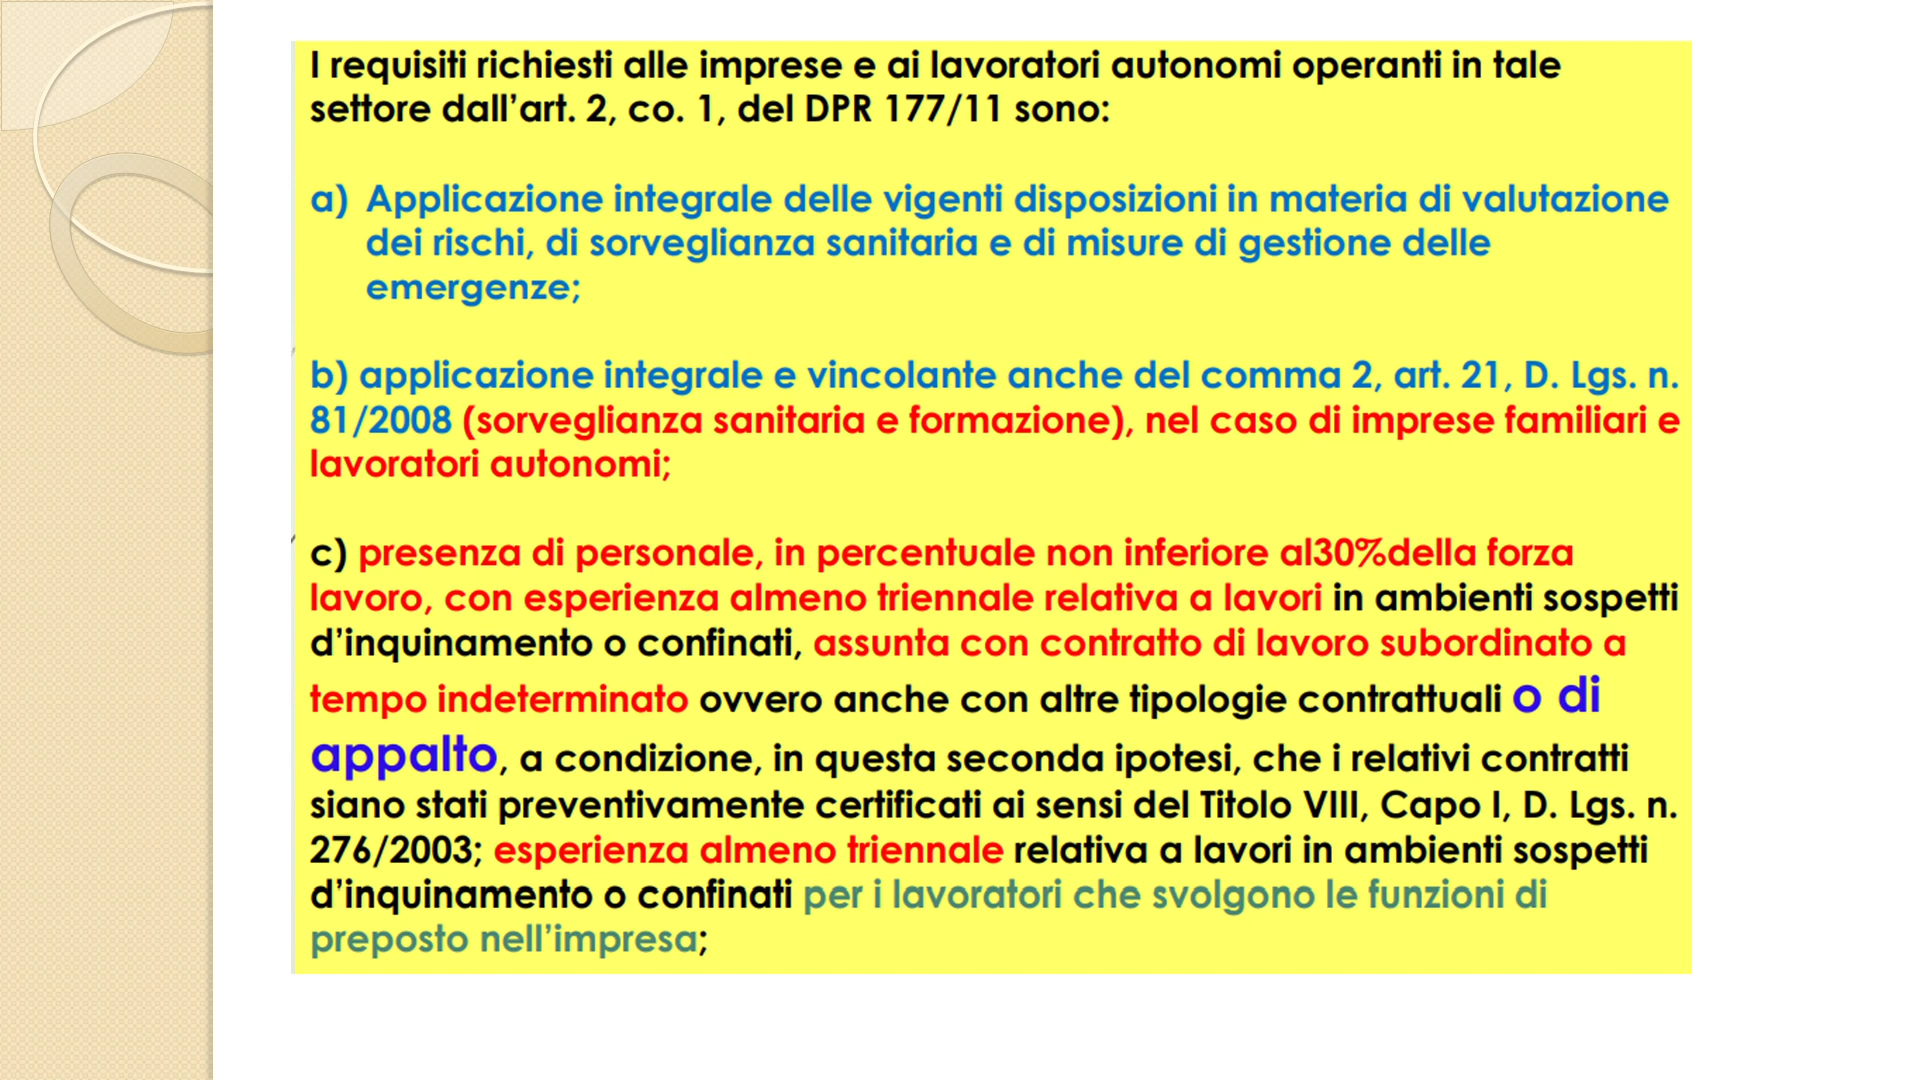 I requisiti richiesti alle imprese e ai lavoratori autonomi operanti in tale
settore dall’art. 2, co. 1, del DPR 177/11 sono:
a) Applicazione integrale delle vigenti disposizioni in materia di valutazione
dei rischi, di sorveglianza sanitaria e di misure di gestione delle
emergenze;
b) applicazione integrale e vincolante anche del comma 2, art. 21, D. Lgs. n.
81/2008 (sorveglianza sanitaria e formazione), nel caso di imprese familiari e
lavoratori autonomi;
c) presenza di personale, in percentuale non inferiore al30%della forza
lavoro, con esperienza almeno triennale relativa a lavori in ambienti sospetti
d’inquinamento o confinati, assunta con contratto di lavoro subordinato a
tempo indeterminato ovvero anche con altre tipologie contrattuali o di
appalto, a condizione, in questa seconda ipotesi, che i relativi contratti
siano stati preventivamente certificati ai sensi del Titolo VIII, Capo I, D. Lgs. n.
276/2003; esperienza almeno triennale relativa a lavori in ambienti sospetti
d’inquinamento o confinati per i lavoratori che svolgono le funzioni di
preposto nell’impresa;